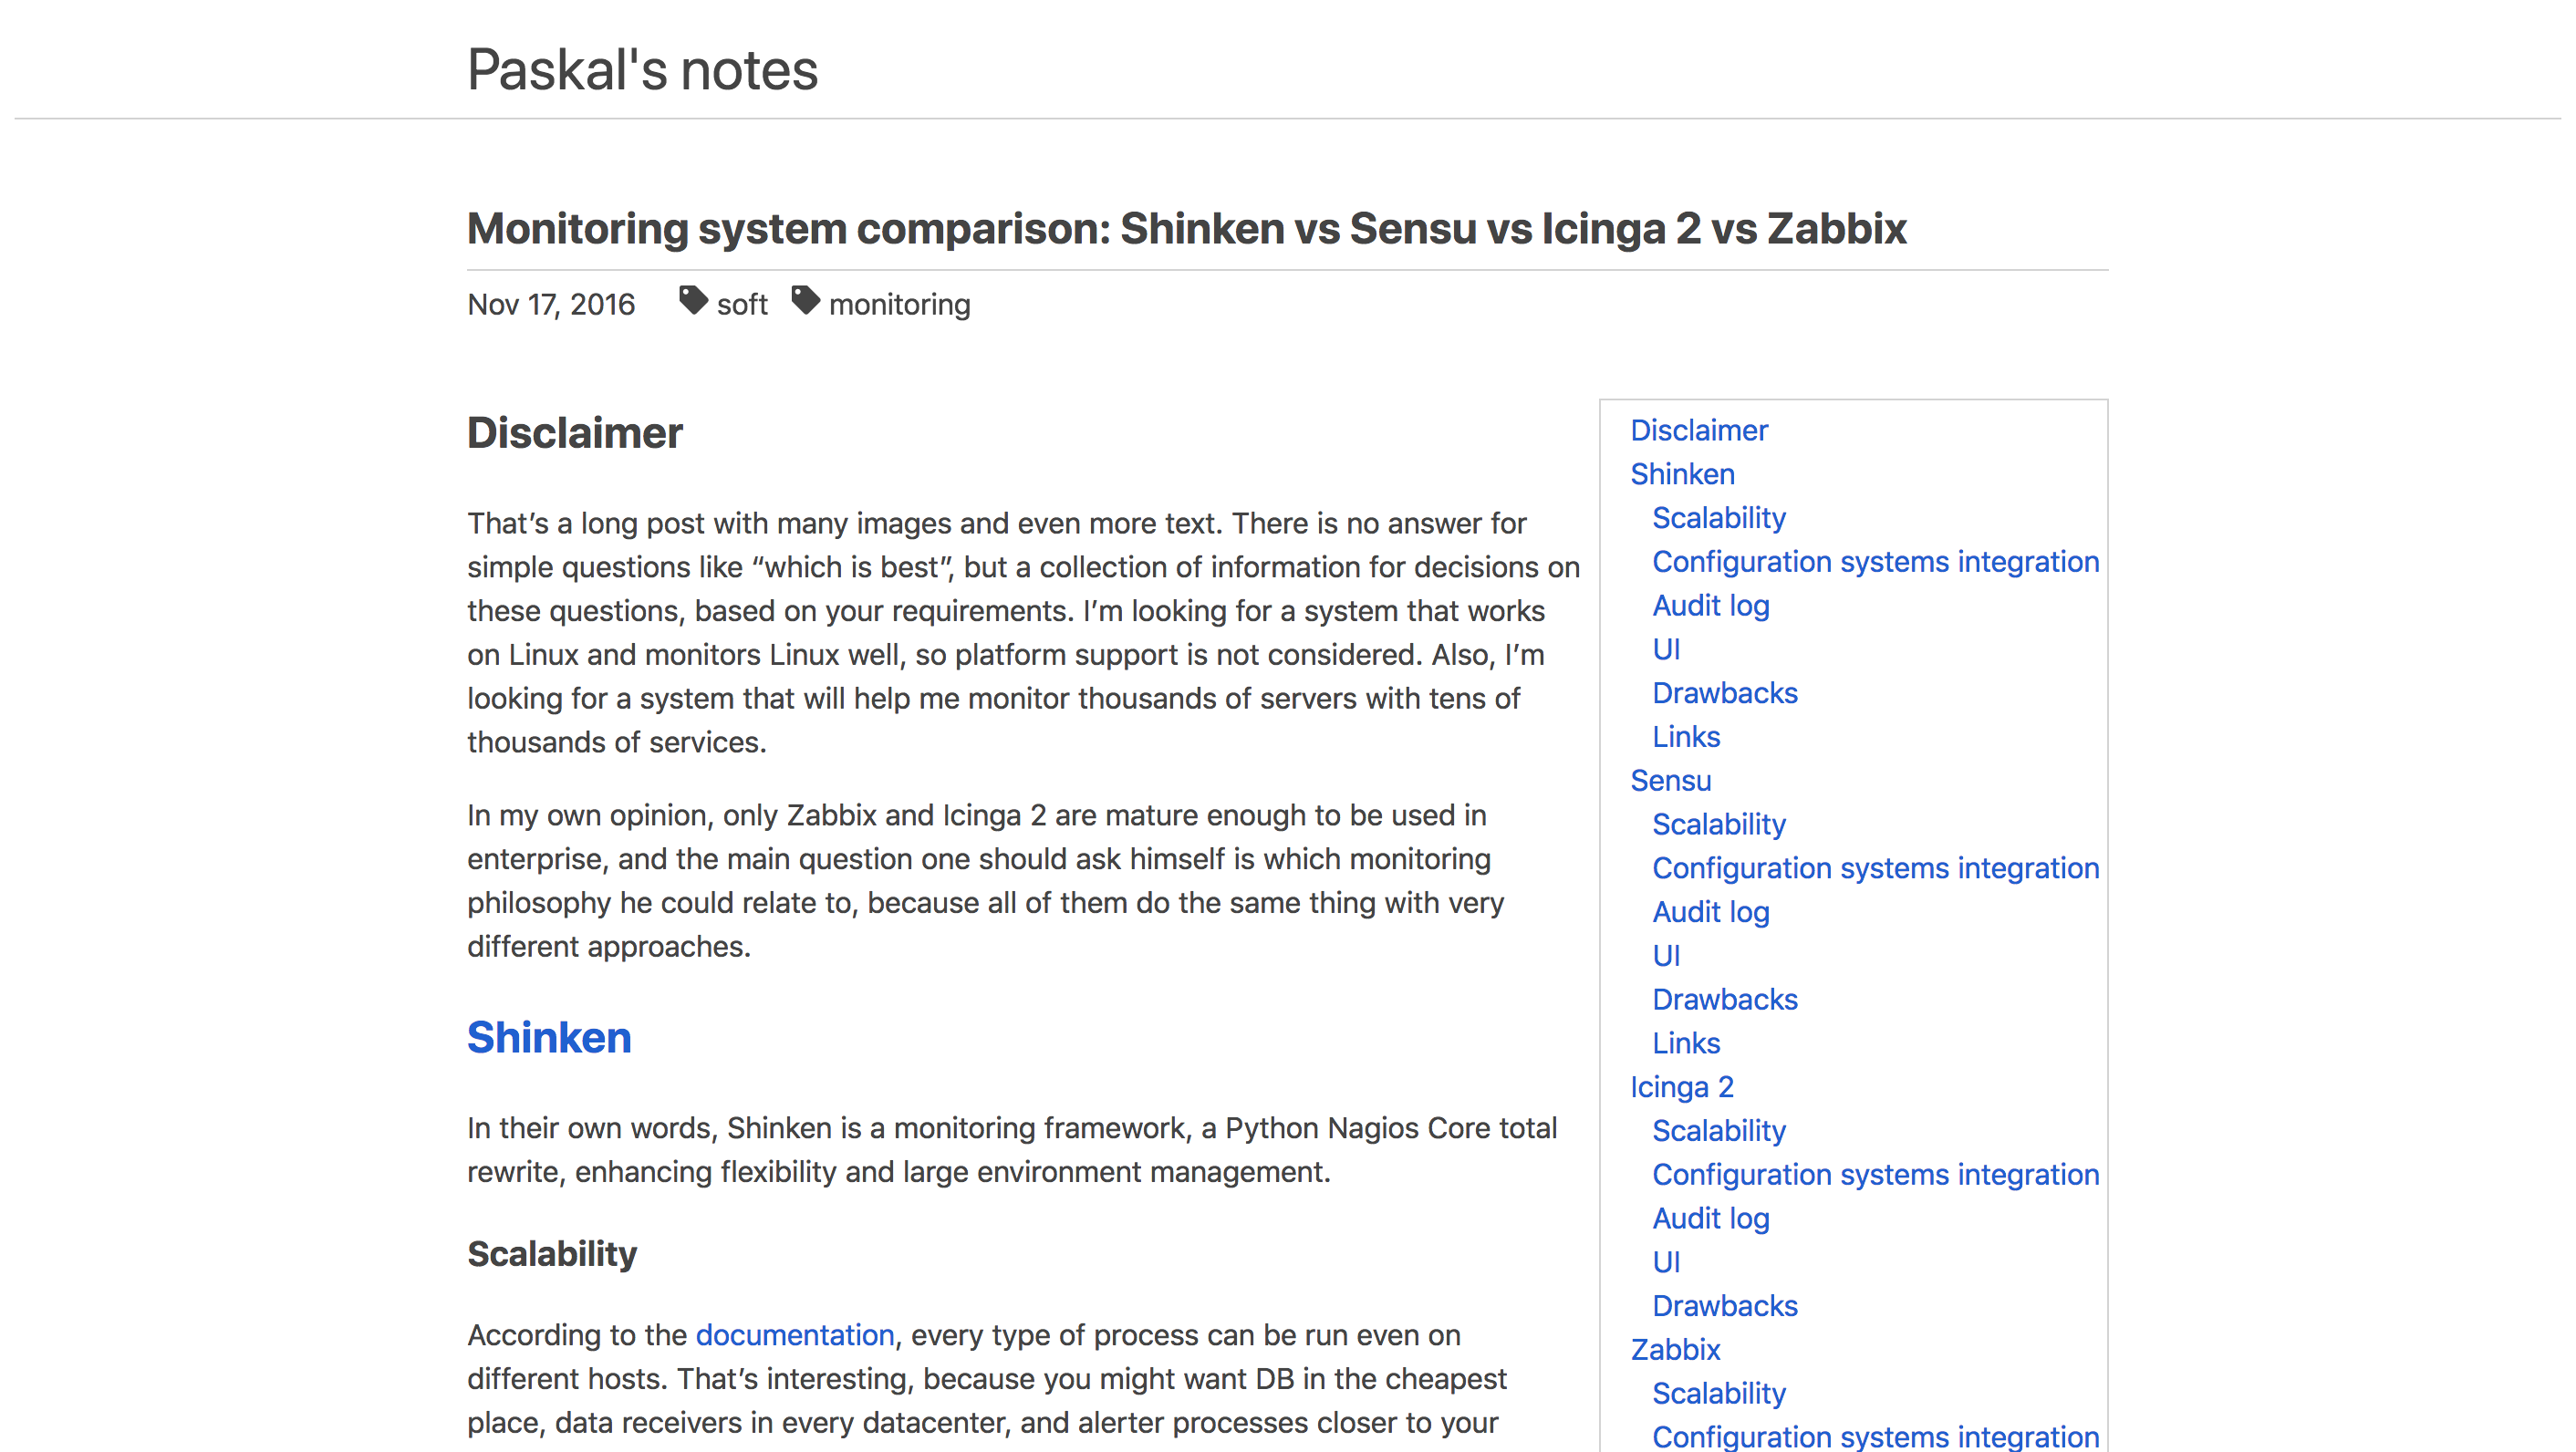 Paskal's notes
Monitoring system comparison: Shinken vs Sensu vs Icinga 2 vs Zabbix
Nov 17, 2016 soft monitoring
Disclaimer
That’s a long post with many images and even more text. There is no answer for
simple questions like “which is best”, but a collection of information for decisions on
these questions, based on your requirements. I’m looking for a system that works
on Linux and monitors Linux well, so platform support is not considered. Also, I’m
looking for a system that will help me monitor thousands of servers with tens of
thousands of services.
In my own opinion, only Zabbix and Icinga 2 are mature enough to be used in
enterprise, and the main question one should ask himself is which monitoring
philosophy he could relate to, because all of them do the same thing with very
different approaches.
Shinken
In their own words, Shinken is a monitoring framework, a Python Nagios Core total
rewrite, enhancing flexibility and large environment management.
Scalability
According to the documentation, every type of process can be run even on
different hosts. That’s interesting, because you might want DB in the cheapest
place, data receivers in every datacenter, and alerter processes closer to your
Disclaimer
Shinken
Scalability
Configuration systems integration
Audit log
UI
Drawbacks
Links
Sensu
Scalability
Configuration systems integration
Audit log
UI
Drawbacks
Links
Icinga 2
Scalability
Configuration systems integration
Audit log
UI
Drawbacks
Zabbix
Scalability
Configuration systems integration